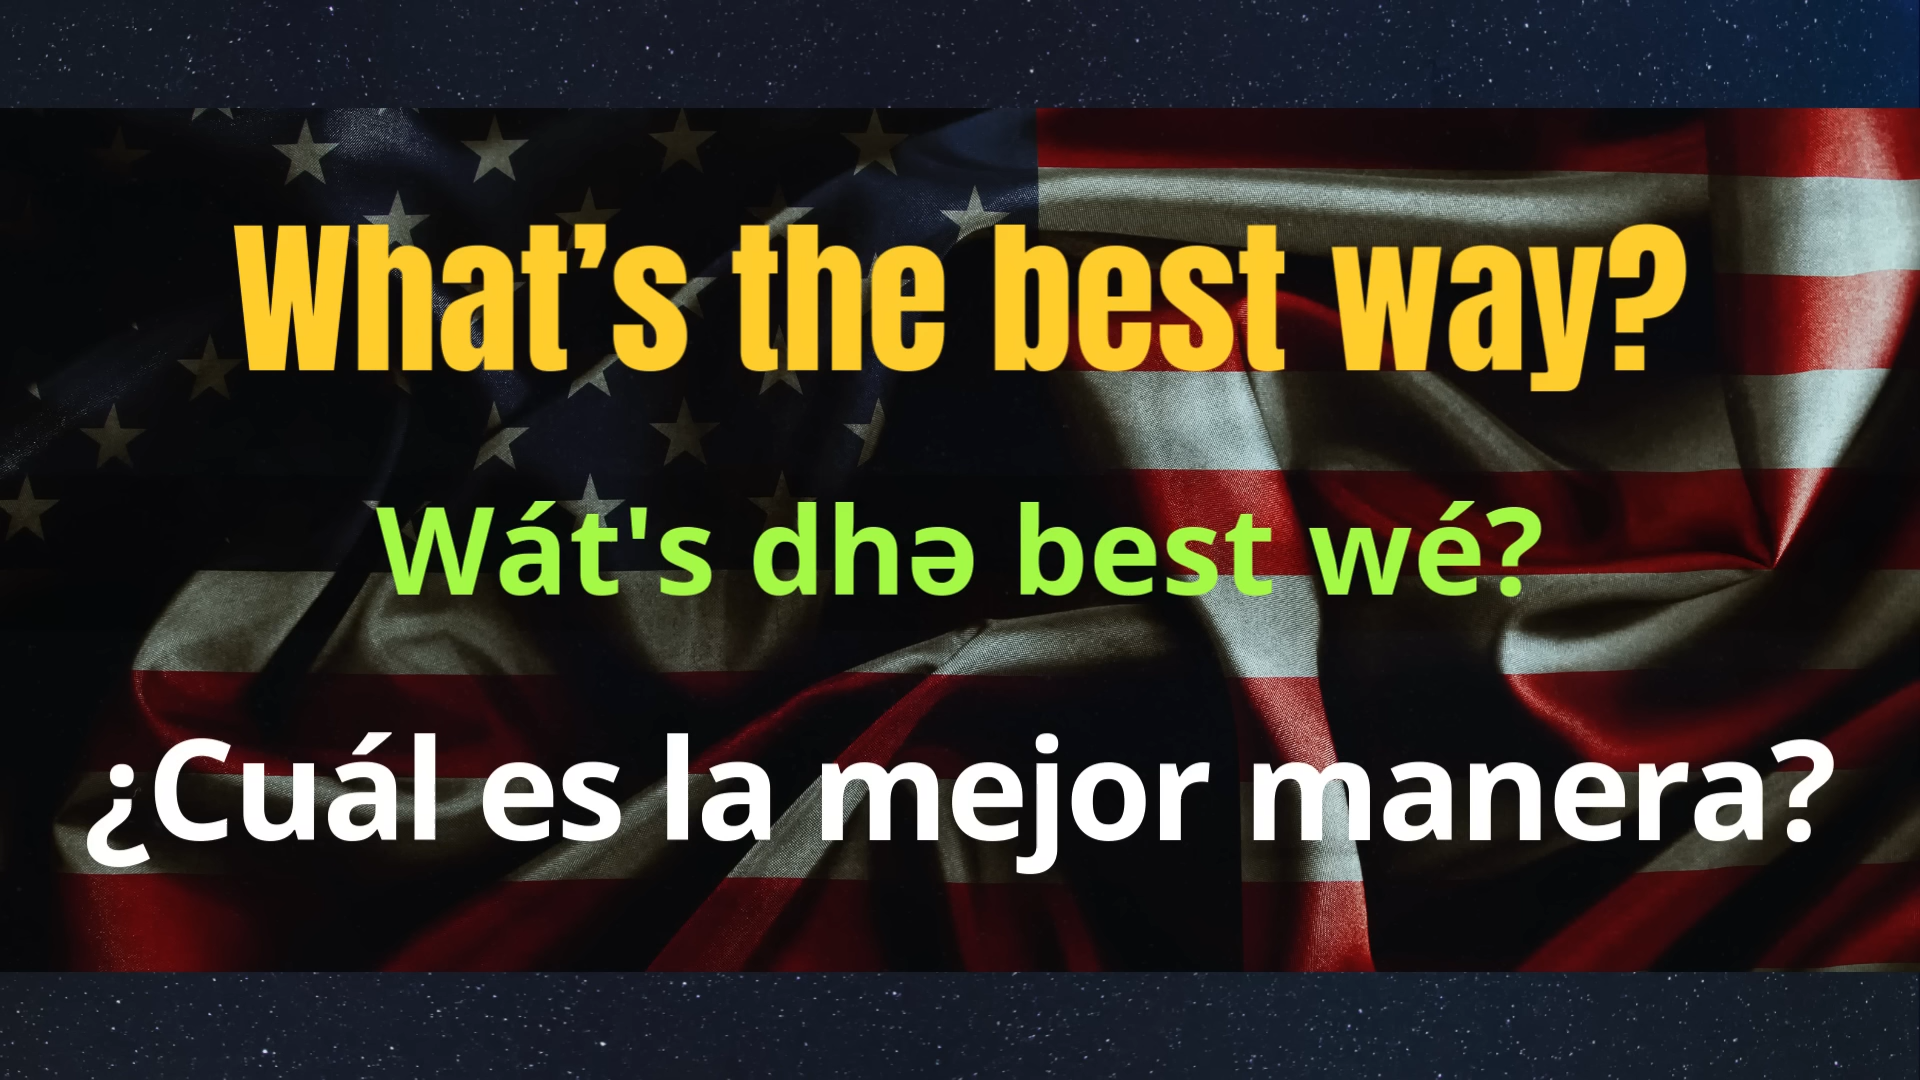 What’s the best way?
Wát's dhə best wé?
¿Cuál es la mejor manera?